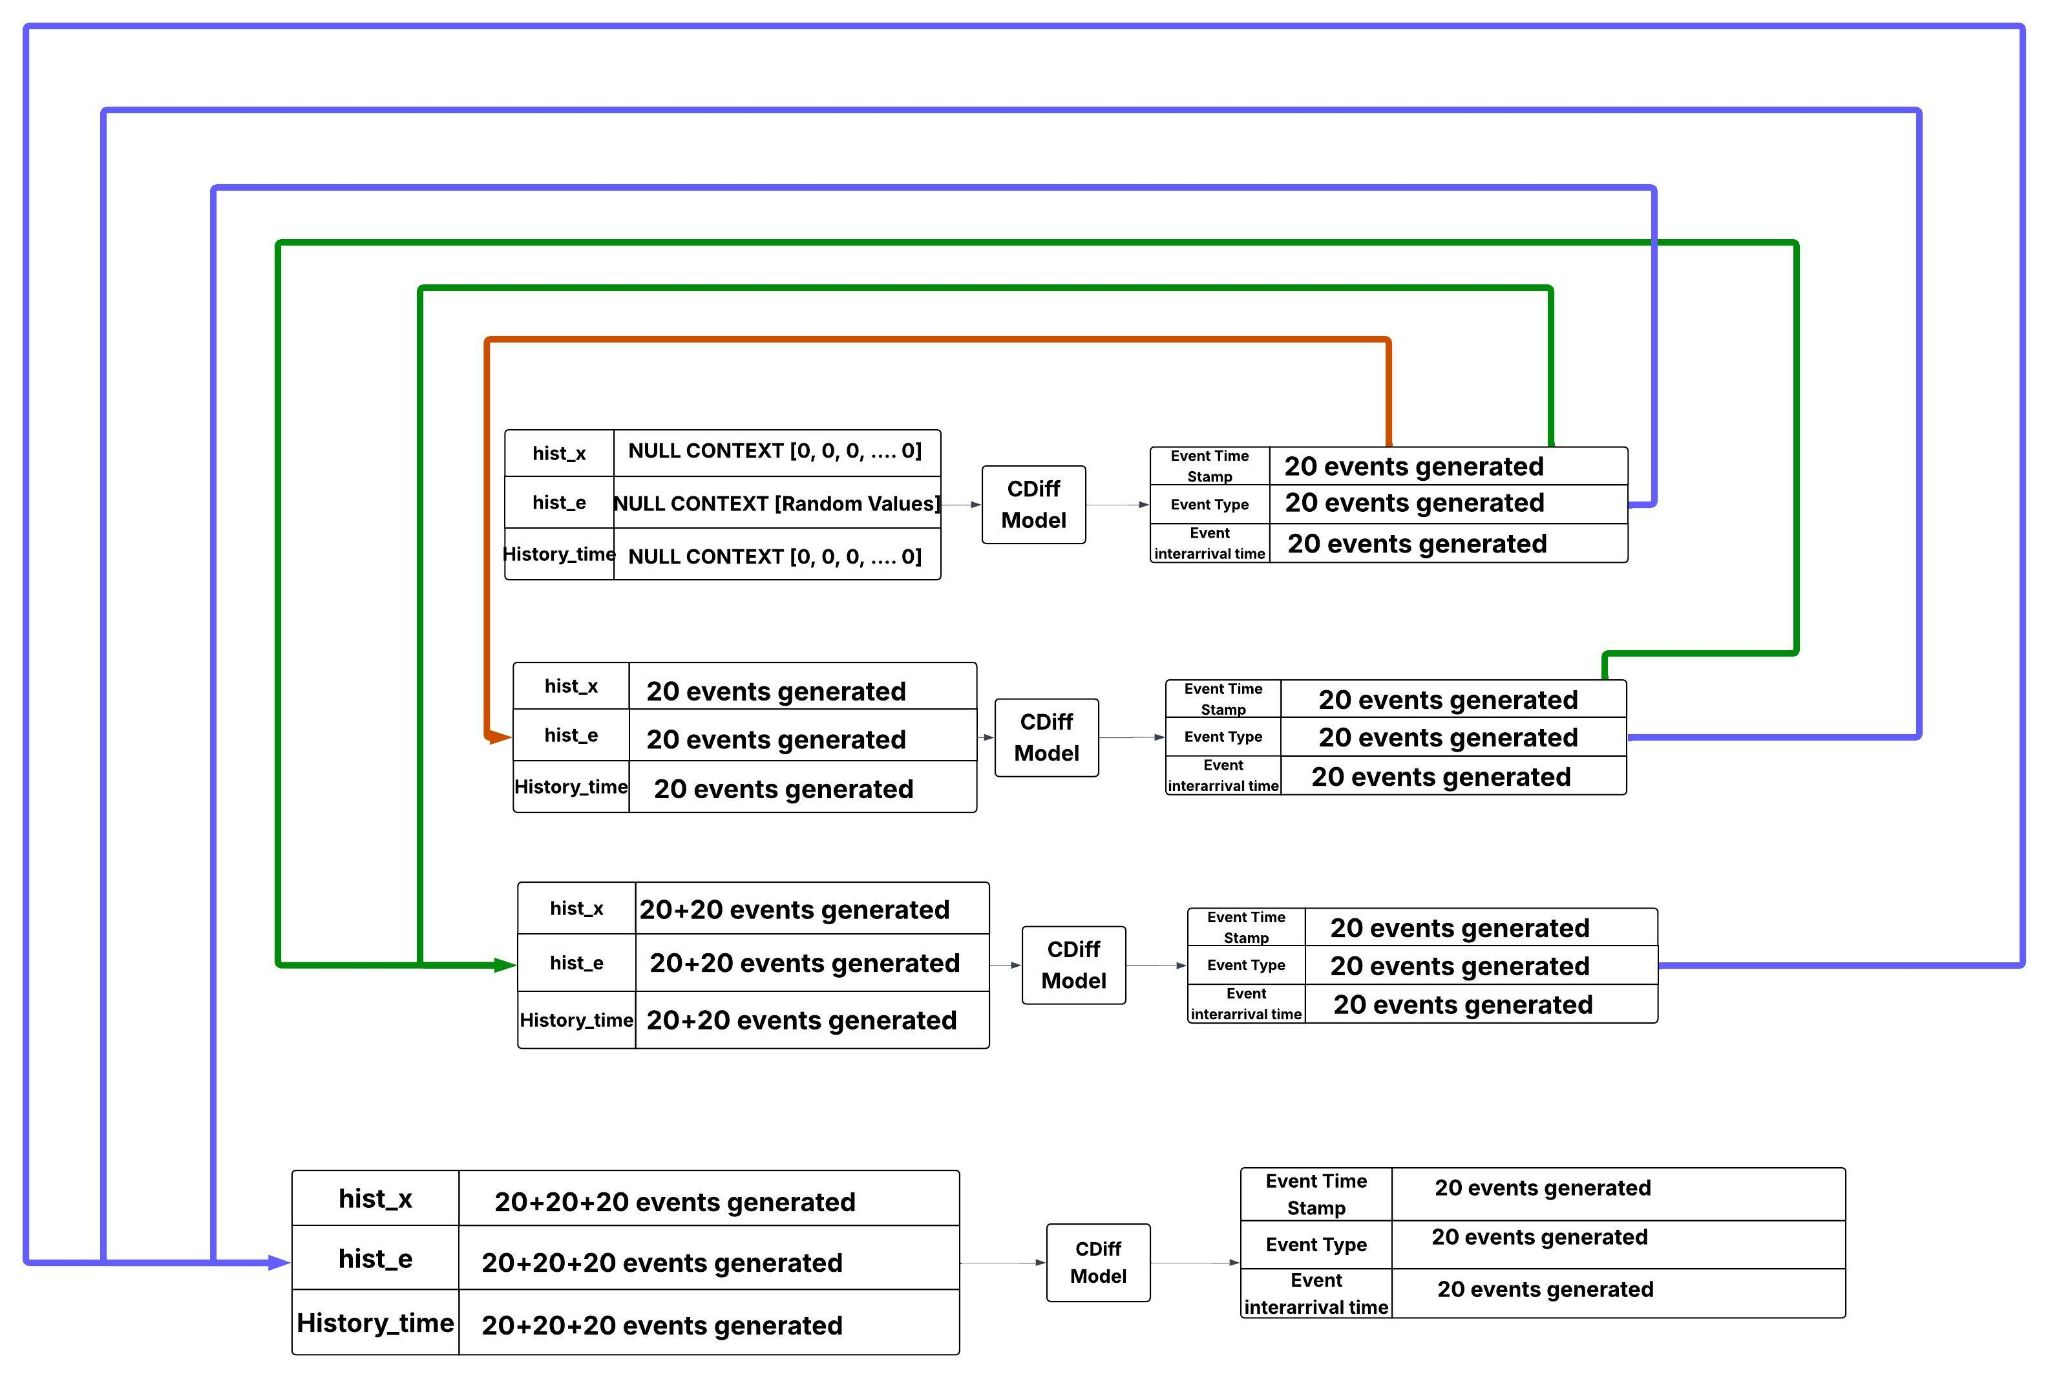 hist_x
NULL CONTEXT [0, 0, 0, .... 0]
hist_e
NULL CONTEXT [Random Values]
History_time
NULL CONTEXT [0, 0, 0, .... 0]
CDiff
Model
Event Time
Stamp
20 events generated
Event Type
20 events generated
Event
interarrival time
20 events generated
hist_x
20 events generated
hist_e
20 events generated
History_time
20 events generated
CDiff
Model
Event Time
Stamp
20 events generated
Event Type
20 events generated
Event
interarrival time
20 events generated
hist_x
20+20 events generated
hist_e
20+20 events generated
History_time
20+20 events generated
CDiff
Model
Event Time
Stamp
20 events generated
Event Type
20 events generated
Event
interarrival time
20 events generated
hist_x
20+20+20 events generated
hist_e
20+20+20 events generated
History_time
20+20+20 events generated
CDiff
Model
Event Time
Stamp
20 events generated
Event Type
20 events generated
Event
interarrival time
20 events generated